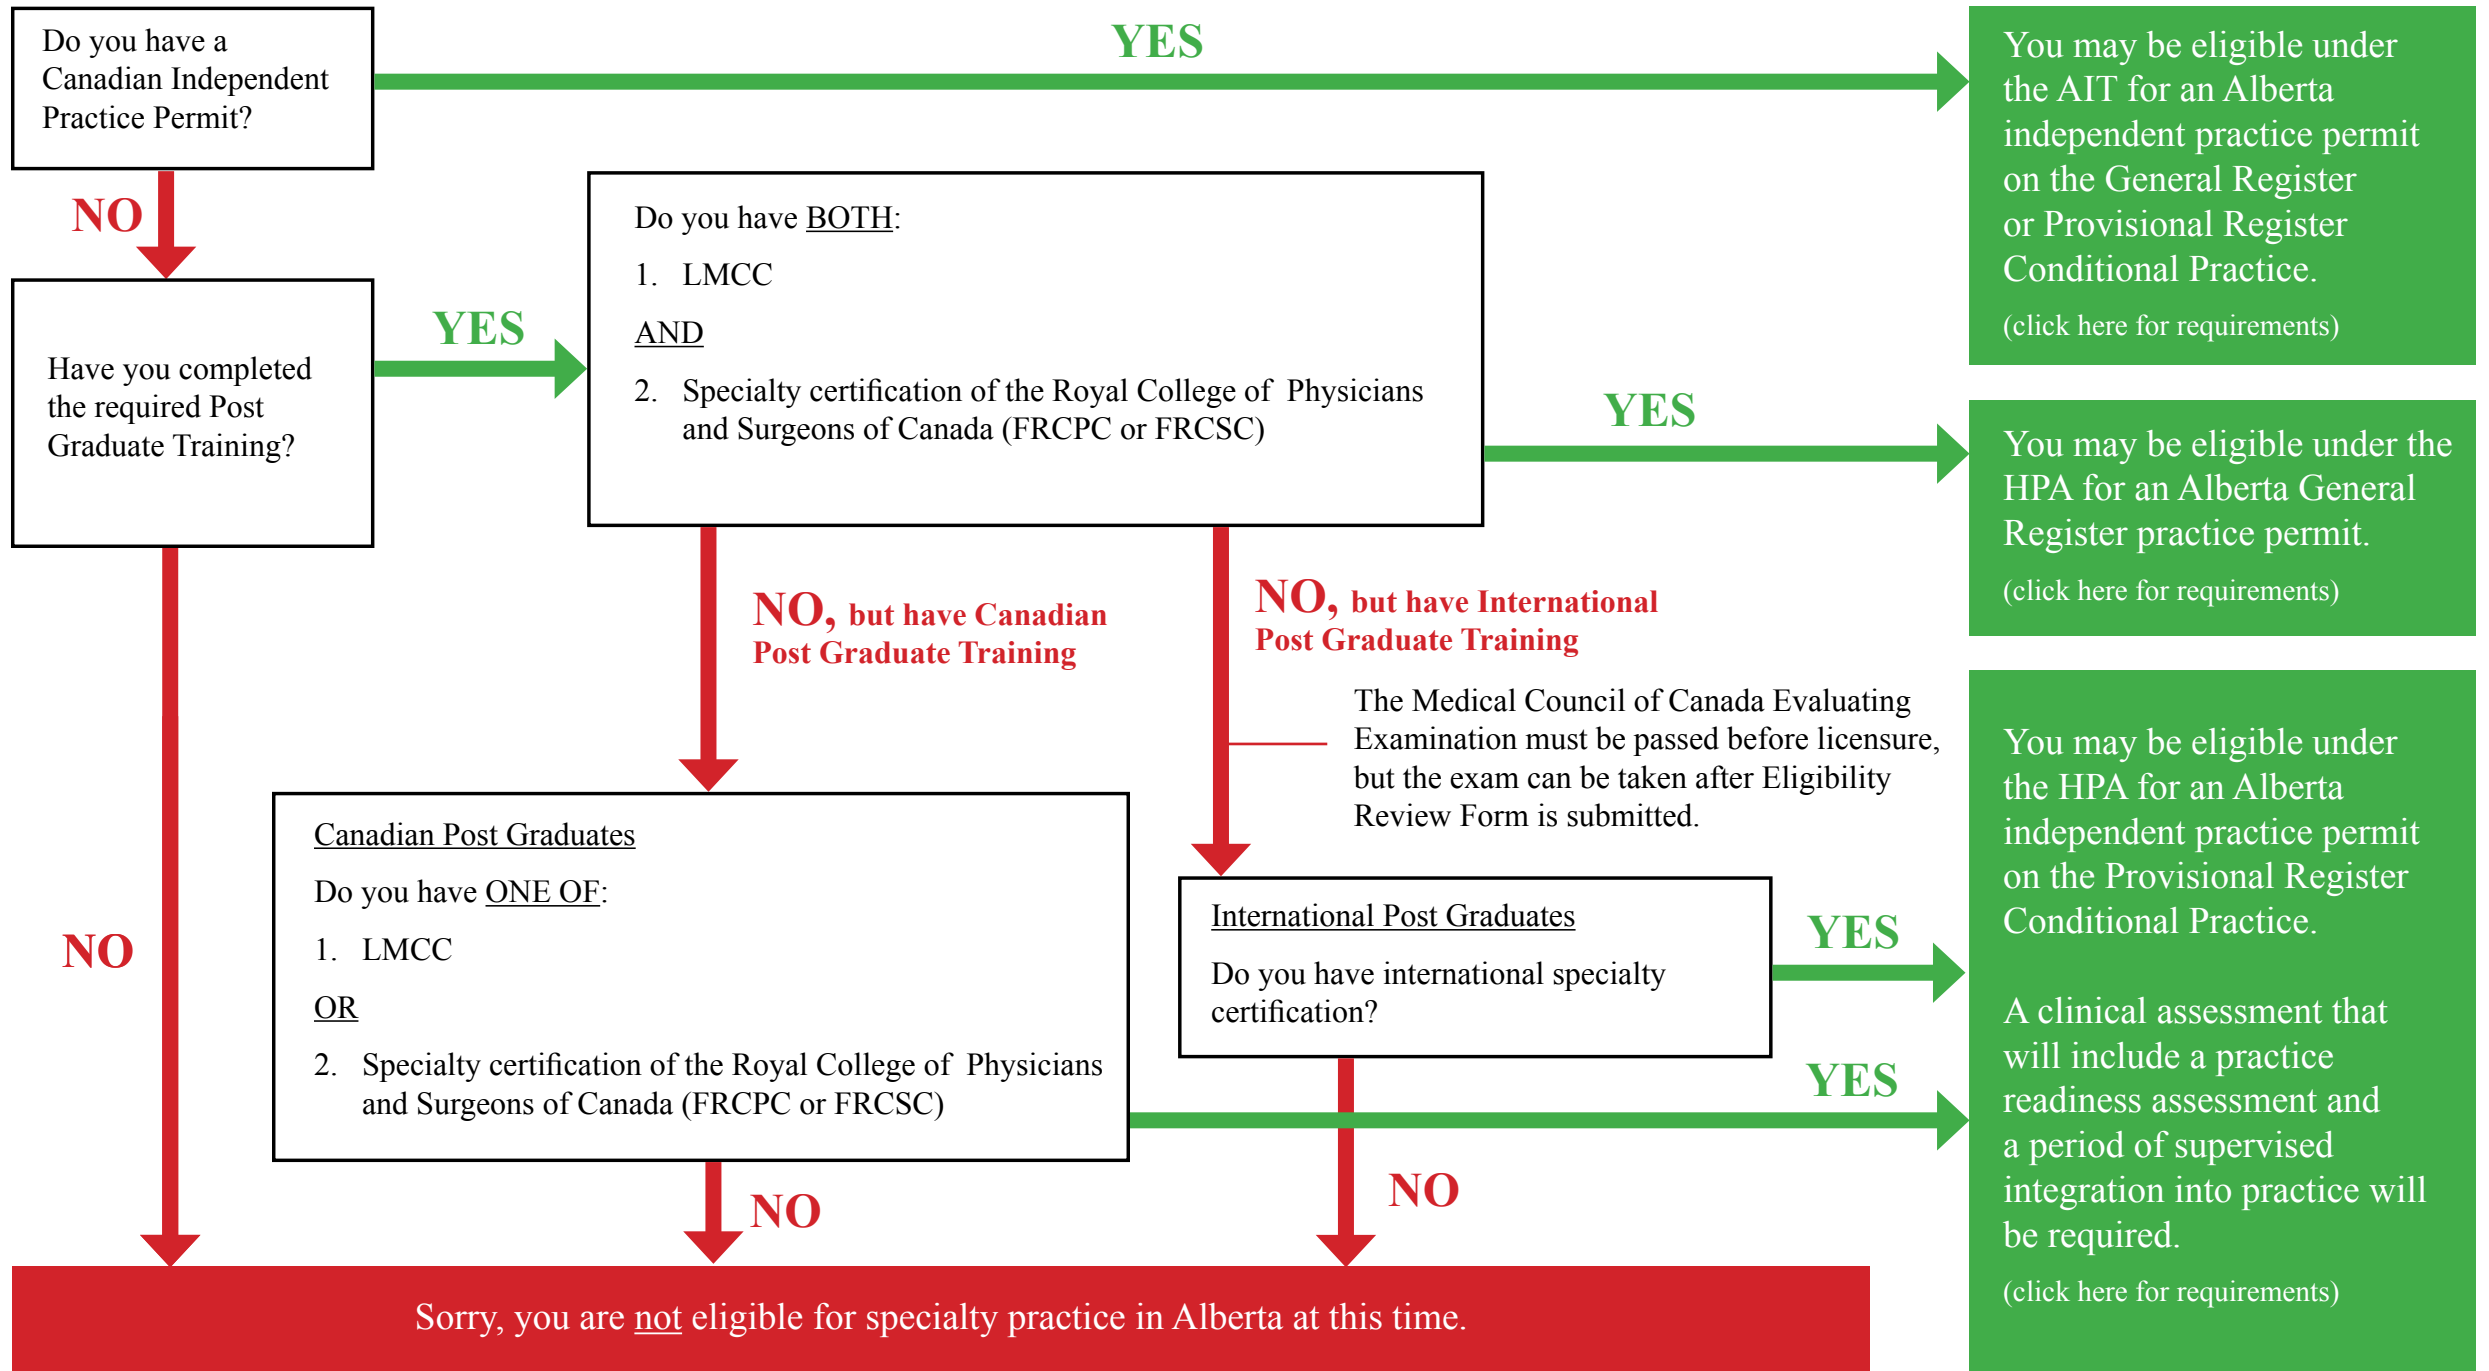 Do you have a
Canadian Independent
Practice Permit?
YES
You may be eligible under
the AIT for an Alberta
independent practice permit
on the General Register
or Provisional Register
Conditional Practice.
(click here for requirements)
NO
Have you completed
the required Post
Graduate Training?
YES
Do you have BOTH:
1. LMCC
AND
2. Specialty certification of the Royal College of Physicians
and Surgeons of Canada (FRCPC or FRCSC)
YES
You may be eligible under the
HPA for an Alberta General
Register practice permit.
(click here for requirements)
NO, but have Canadian
Post Graduate Training
NO, but have International
Post Graduate Training
The Medical Council of Canada Evaluating
Examination must be passed before licensure,
but the exam can be taken after Eligibility
Review Form is submitted.
NO
Canadian Post Graduates
Do you have ONE OF:
1. LMCC
OR
2. Specialty certification of the Royal College of Physicians
and Surgeons of Canada (FRCPC or FRCSC)
International Post Graduates
Do you have international specialty
certification?
YES
YES
You may be eligible under
the HPA for an Alberta
independent practice permit
on the Provisional Register
Conditional Practice.
A clinical assessment that
will include a practice
readiness assessment and
a period of supervised
integration into practice will
be required.
(click here for requirements)
NO
NO
Sorry, you are not eligible for specialty practice in Alberta at this time.